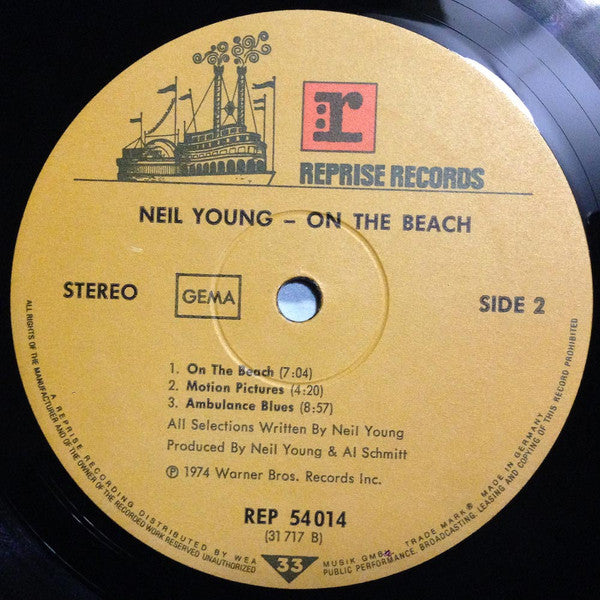 r
REPRISE RECORDS
NEIL YOUNG – ON THE BEACH
STEREO
GEMA
SIDE 2
1. On The Beach (7:04)
2. Motion Pictures (4:20)
3. Ambulance Blues (8:57)
All Selections Written By Neil Young
Produced By Neil Young & Al Schmitt
℗ 1974 Warner Bros. Records Inc.
REP 54 014
(31 717 B)
33
A REPRISE RECORDING DISTRIBUTED BY WEA MUSIK GMBH, TRADE MARK ® MADE IN GERMANY
ALL RIGHTS OF THE MANUFACTURER AND OF THE OWNER OF THE RECORDED WORK RESERVED UNAUTHORIZED PUBLIC PERFORMANCE, BROADCASTING, LEASING AND COPYING OF THIS RECORD PROHIBITED